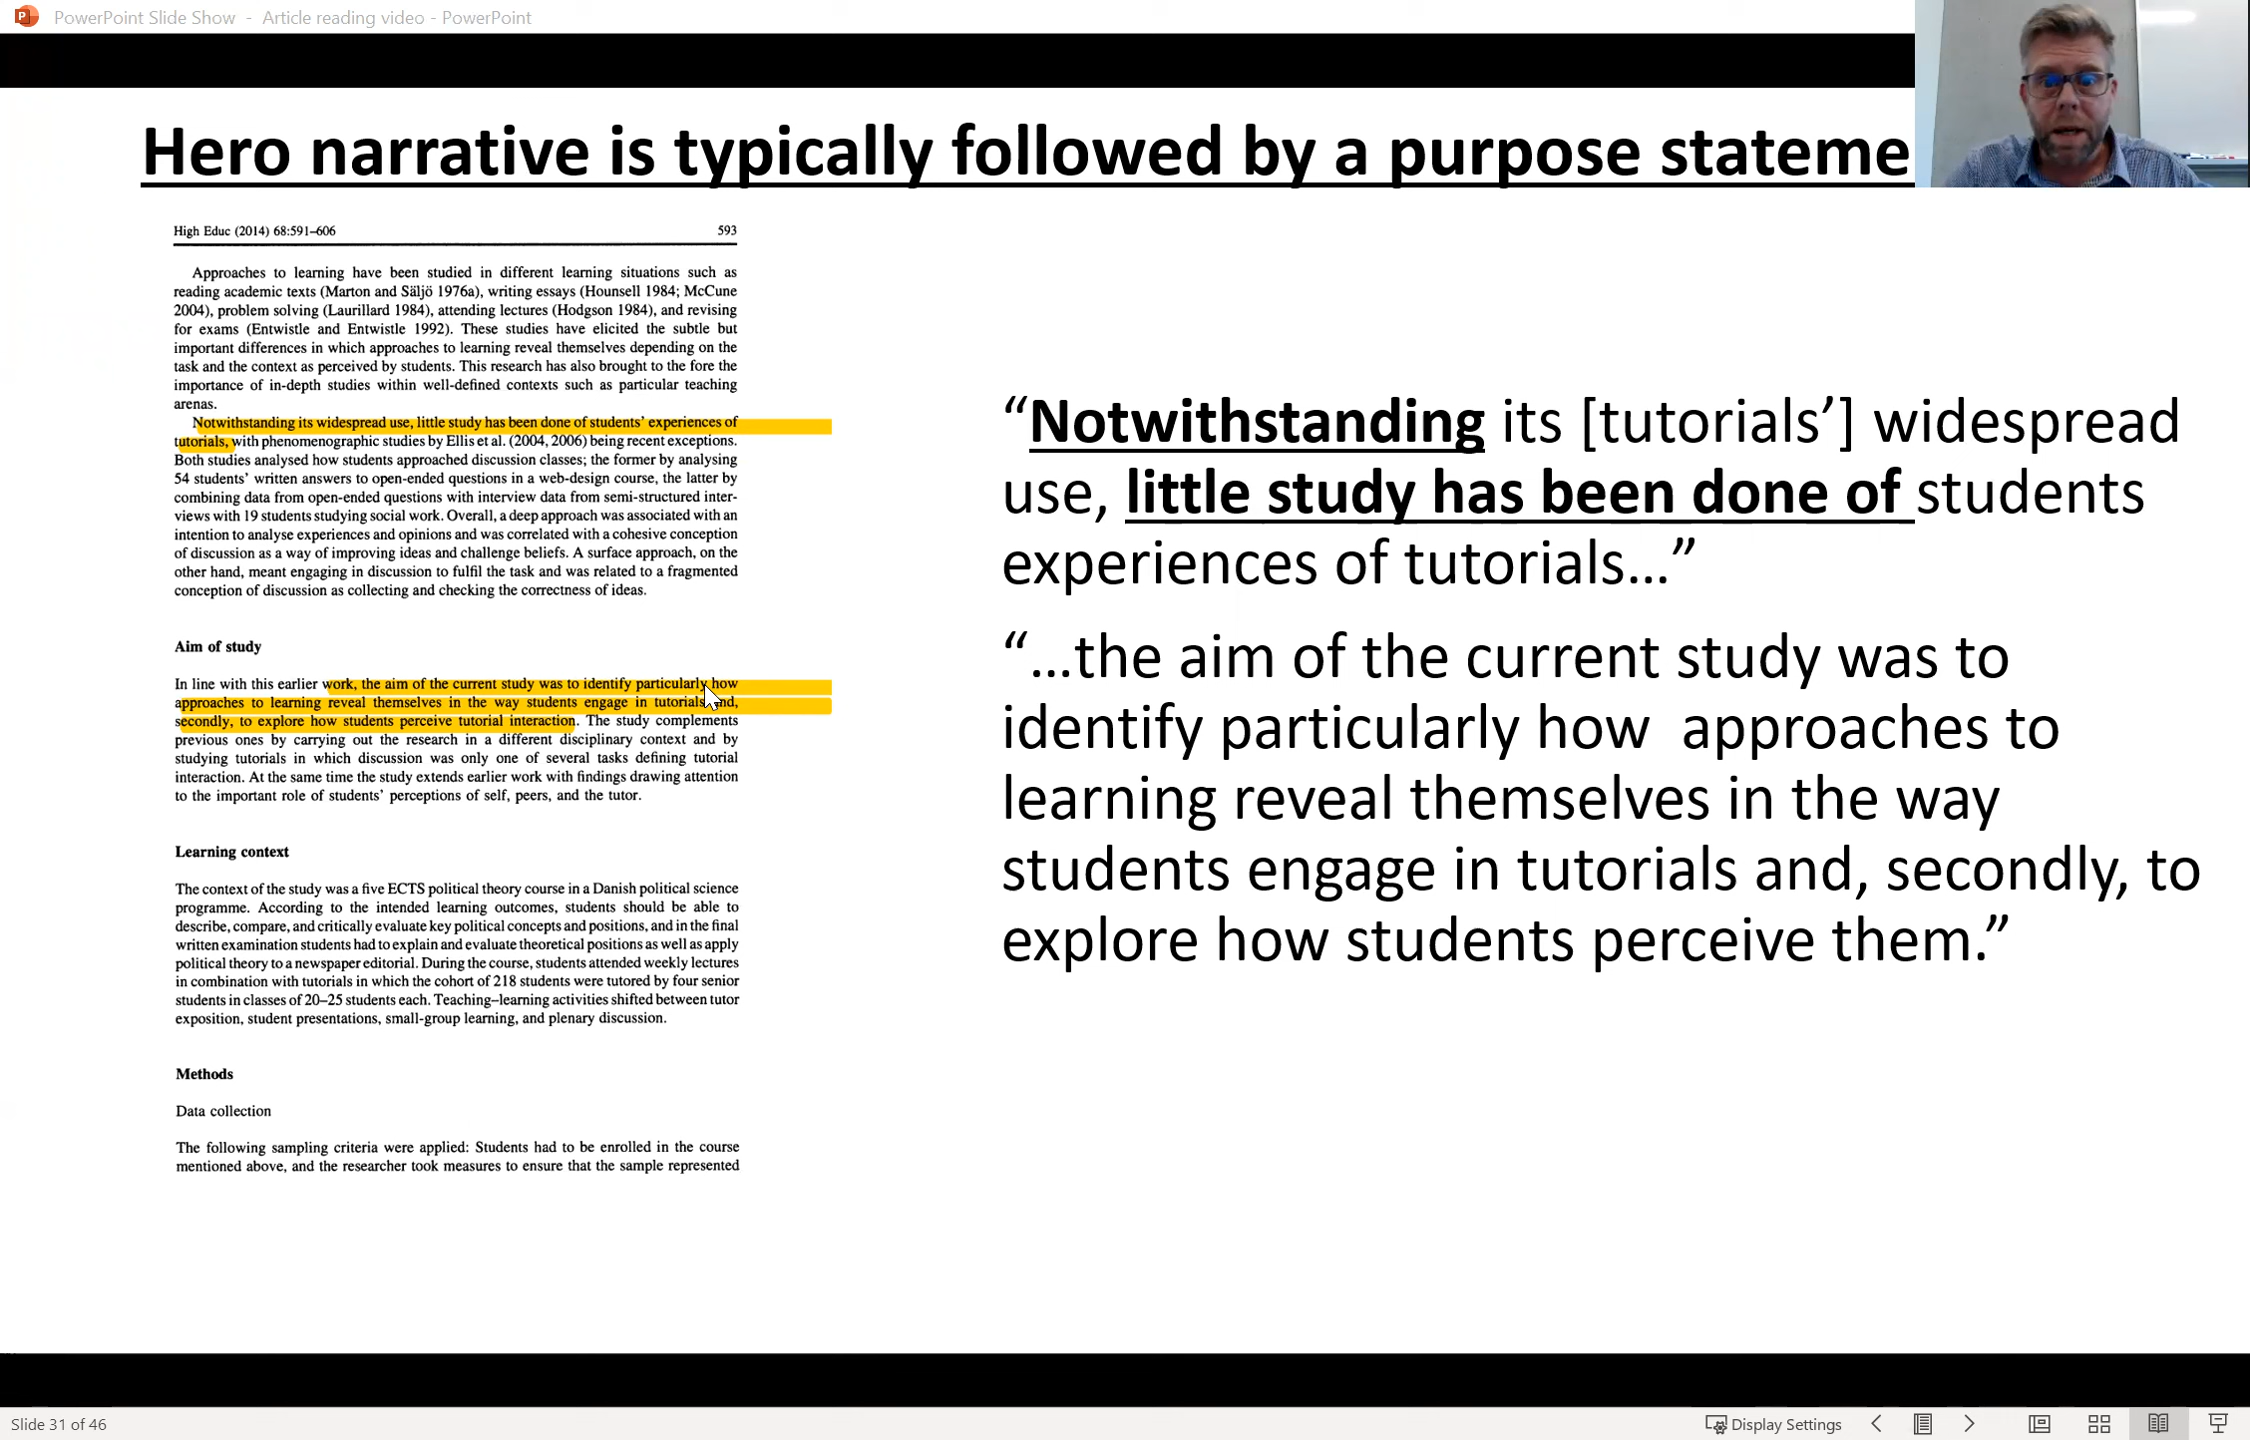 PowerPoint Slide Show - Article reading video - PowerPoint
Hero narrative is typically followed by a purpose stateme
High Educ (2014) 68:591–606 593
Approaches to learning have been studied in different learning situations such as
reading academic texts (Marton and Säljö 1976a), writing essays (Hounsell 1984; McCune
2004), problem solving (Laurillard 1984), attending lectures (Hodgson 1984), and revising
for exams (Entwistle and Entwistle 1992). These studies have elicited the subtle but
important differences in which approaches to learning reveal themselves depending on the
task and the context as perceived by students. This research has also brought to the fore the
importance of in-depth studies within well-defined contexts such as particular teaching
arenas.
Notwithstanding its widespread use, little study has been done of students’ experiences of
tutorials, with phenomenographic studies by Ellis et al. (2004, 2006) being recent exceptions.
Both studies analysed how students approached discussion classes; the former by analysing
54 students’ written answers to open-ended questions in a web-design course, the latter by
combining data from open-ended questions with interview data from semi-structured inter-
views with 19 students studying social work. Overall, a deep approach was associated with an
intention to analyse experiences and opinions and was correlated with a cohesive conception
of discussion as a way of improving ideas and challenge beliefs. A surface approach, on the
other hand, meant engaging in discussion to fulfil the task and was related to a fragmented
conception of discussion as collecting and checking the correctness of ideas.
Aim of study
In line with this earlier work, the aim of the current study was to identify particularly how
approaches to learning reveal themselves in the way students engage in tutorials and,
secondly, to explore how students perceive tutorial interaction. The study complements
previous ones by carrying out the research in a different disciplinary context and by
studying tutorials in which discussion was only one of several tasks defining tutorial
interaction. At the same time the study extends earlier work with findings drawing attention
to the important role of students’ perceptions of self, peers, and the tutor.
Learning context
The context of the study was a five ECTS political theory course in a Danish political science
programme. According to the intended learning outcomes, students should be able to
describe, compare, and critically evaluate key political concepts and positions, and in the final
written examination students had to explain and evaluate theoretical positions as well as apply
political theory to a newspaper editorial. During the course, students attended weekly lectures
in combination with tutorials in which the cohort of 218 students were tutored by four senior
students in classes of 20–25 students each. Teaching–learning activities shifted between tutor
exposition, student presentations, small-group learning, and plenary discussion.
Methods
Data collection
The following sampling criteria were applied: Students had to be enrolled in the course
mentioned above, and the researcher took measures to ensure that the sample represented
“Notwithstanding its [tutorials’] widespread
use, little study has been done of students
experiences of tutorials…”
“…the aim of the current study was to
identify particularly how approaches to
learning reveal themselves in the way
students engage in tutorials and, secondly, to
explore how students perceive them.”
Slide 31 of 46
Display Settings